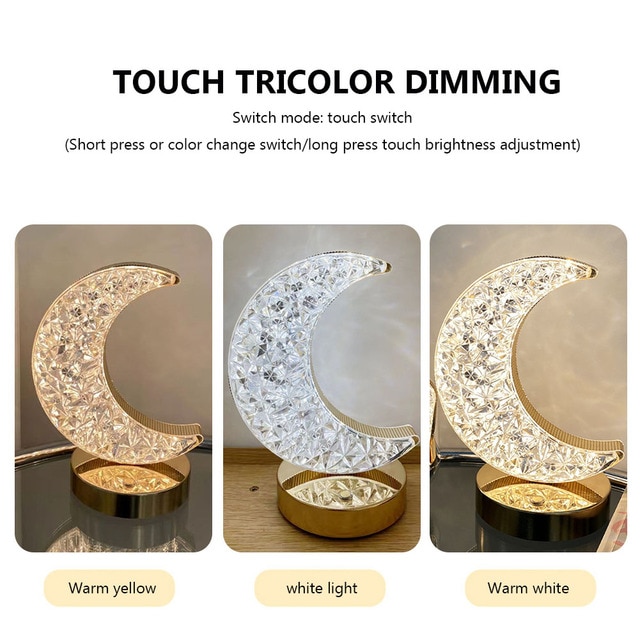 TOUCH TRICOLOR DIMMING
Switch mode: touch switch
(Short press or color change switch/long press touch brightness adjustment)
Warm yellow
white light
Warm white